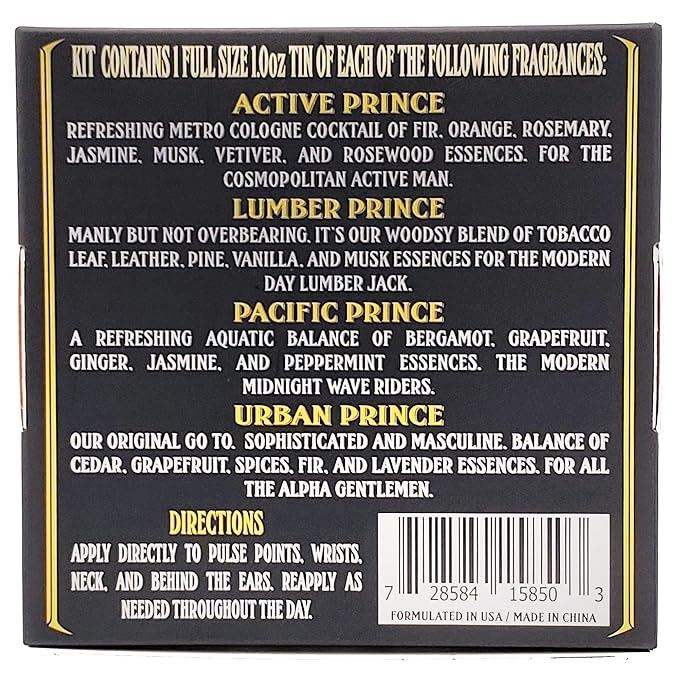 KIT CONTAINS 1 FULL SIZE 1.0oz TIN OF EACH OF THE FOLLOWING FRAGRANCES:
ACTIVE PRINCE
REFRESHING METRO COLOGNE COCKTAIL OF FIR, ORANGE, ROSEMARY,
JASMINE, MUSK, VETIVER, AND ROSEWOOD ESSENCES. FOR THE
COSMOPOLITAN ACTIVE MAN.
LUMBER PRINCE
MANLY BUT NOT OVERBEARING, IT'S OUR WOODSY BLEND OF TOBACCO
LEAF, LEATHER, PINE, VANILLA, AND MUSK ESSENCES FOR THE MODERN
DAY LUMBER JACK.
PACIFIC PRINCE
A REFRESHING AQUATIC BALANCE OF BERGAMOT, GRAPEFRUIT,
GINGER, JASMINE, AND PEPPERMINT ESSENCES. THE MODERN
MIDNIGHT WAVE RIDERS.
URBAN PRINCE
OUR ORIGINAL GO TO. SOPHISTICATED AND MASCULINE. BALANCE OF
CEDAR, GRAPEFRUIT, SPICES, FIR, AND LAVENDER ESSENCES. FOR ALL
THE ALPHA GENTLEMEN.
DIRECTIONS
APPLY DIRECTLY TO PULSE POINTS, WRISTS,
NECK, AND BEHIND THE EARS. REAPPLY AS
NEEDED THROUGHOUT THE DAY.
7 28584 15850 3
FORMULATED IN USA / MADE IN CHINA